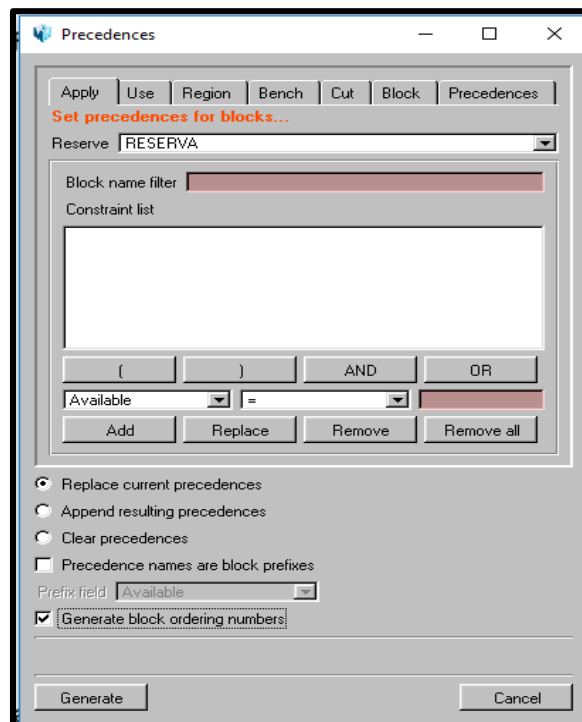 Precedences
Apply Use Region Bench Cut Block Precedences
Set precedences for blocks...
Reserve RESERVA
Block name filter
Constraint list
( ) AND OR
Available =
Add Replace Remove Remove all
Replace current precedences
Append resulting precedences
Clear precedences
Precedence names are block prefixes
Prefix field Available
Generate block ordering numbers
Generate Cancel